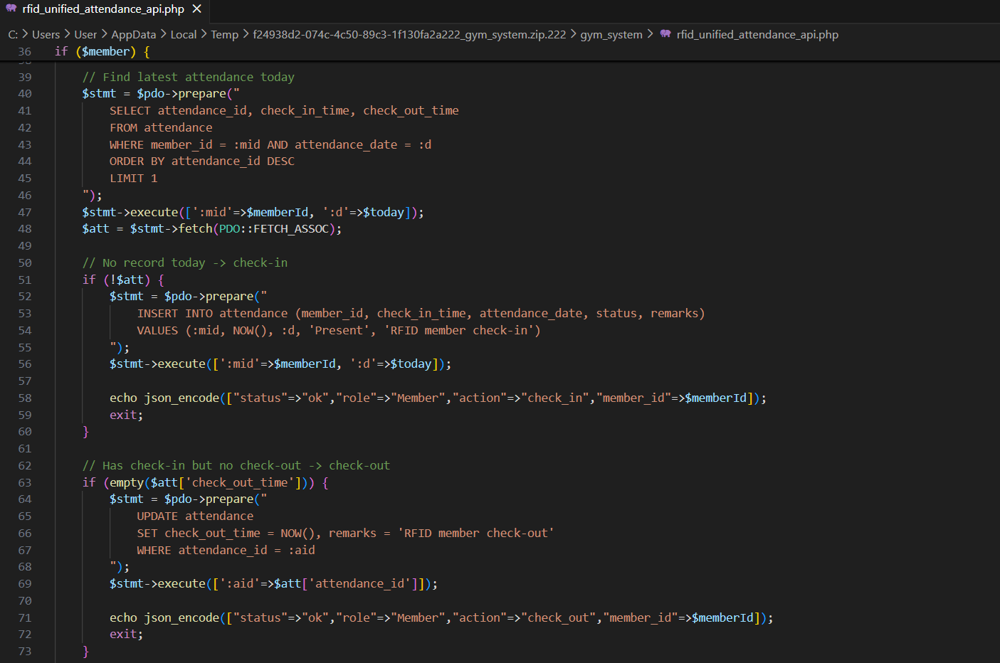 rfid_unified_attendance_api.php
C: > Users > User > AppData > Local > Temp > f24938d2-074c-4c50-89c3-1f130fa2a222_gym_system.zip.222 > gym_system > rfid_unified_attendance_api.php
36 if ($member) {
39 // Find latest attendance today
40 $stmt = $pdo->prepare("
41 SELECT attendance_id, check_in_time, check_out_time
42 FROM attendance
43 WHERE member_id = :mid AND attendance_date = :d
44 ORDER BY attendance_id DESC
45 LIMIT 1
46 ");
47 $stmt->execute([':mid'=>$memberId, ':d'=>$today]);
48 $att = $stmt->fetch(PDO::FETCH_ASSOC);
49
50 // No record today -> check-in
51 if (!$att) {
52 $stmt = $pdo->prepare("
53 INSERT INTO attendance (member_id, check_in_time, attendance_date, status, remarks)
54 VALUES (:mid, NOW(), :d, 'Present', 'RFID member check-in')
55 ");
56 $stmt->execute([':mid'=>$memberId, ':d'=>$today]);
57
58 echo json_encode(["status"=>"ok","role"=>"Member","action"=>"check_in","member_id"=>$memberId]);
59 exit;
60 }
61
62 // Has check-in but no check-out -> check-out
63 if (empty($att['check_out_time'])) {
64 $stmt = $pdo->prepare("
65 UPDATE attendance
66 SET check_out_time = NOW(), remarks = 'RFID member check-out'
67 WHERE attendance_id = :aid
68 ");
69 $stmt->execute([':aid'=>$att['attendance_id']]);
70
71 echo json_encode(["status"=>"ok","role"=>"Member","action"=>"check_out","member_id"=>$memberId]);
72 exit;
73 }